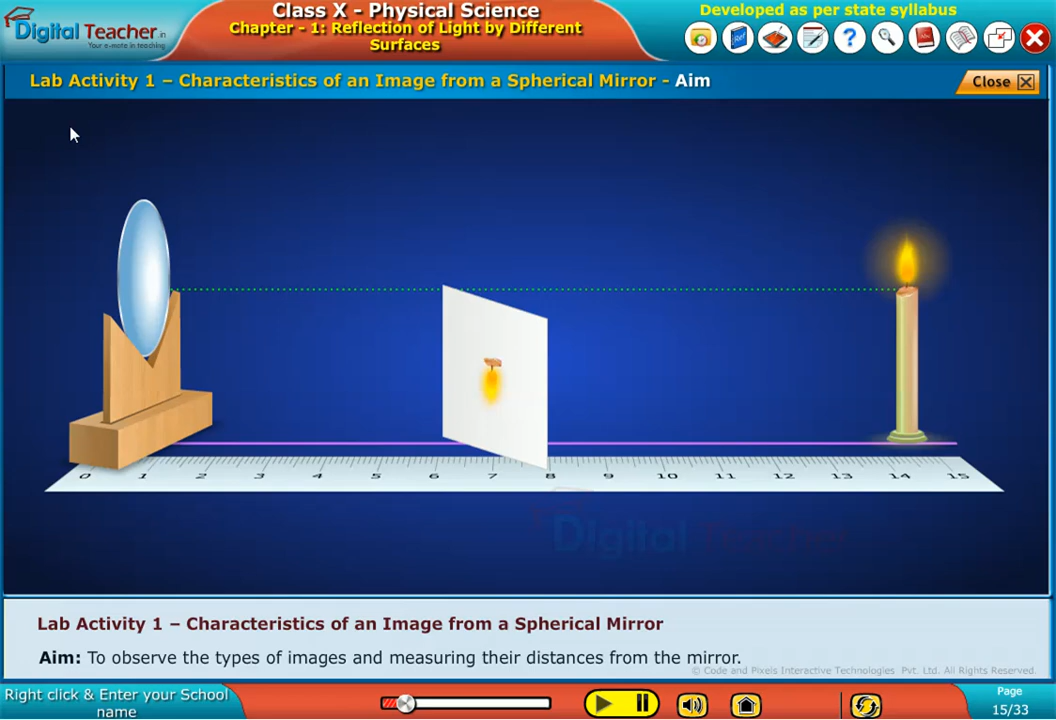 Digital Teacher.in
Your e-mate in teaching
Class X - Physical Science
Chapter - 1: Reflection of Light by Different
Surfaces
Developed as per state syllabus
Ref
?
Abc
Lab Activity 1 – Characteristics of an Image from a Spherical Mirror - Aim
Close
0 1 2 3 4 5 6 7 8 9 10 11 12 13 14 15
Digital Teacher
Lab Activity 1 – Characteristics of an Image from a Spherical Mirror
Aim: To observe the types of images and measuring their distances from the mirror.
© Code and Pixels Interactive Technologies Pvt. Ltd. All Rights Reserved.
Right click & Enter your School
name
Page
15/33